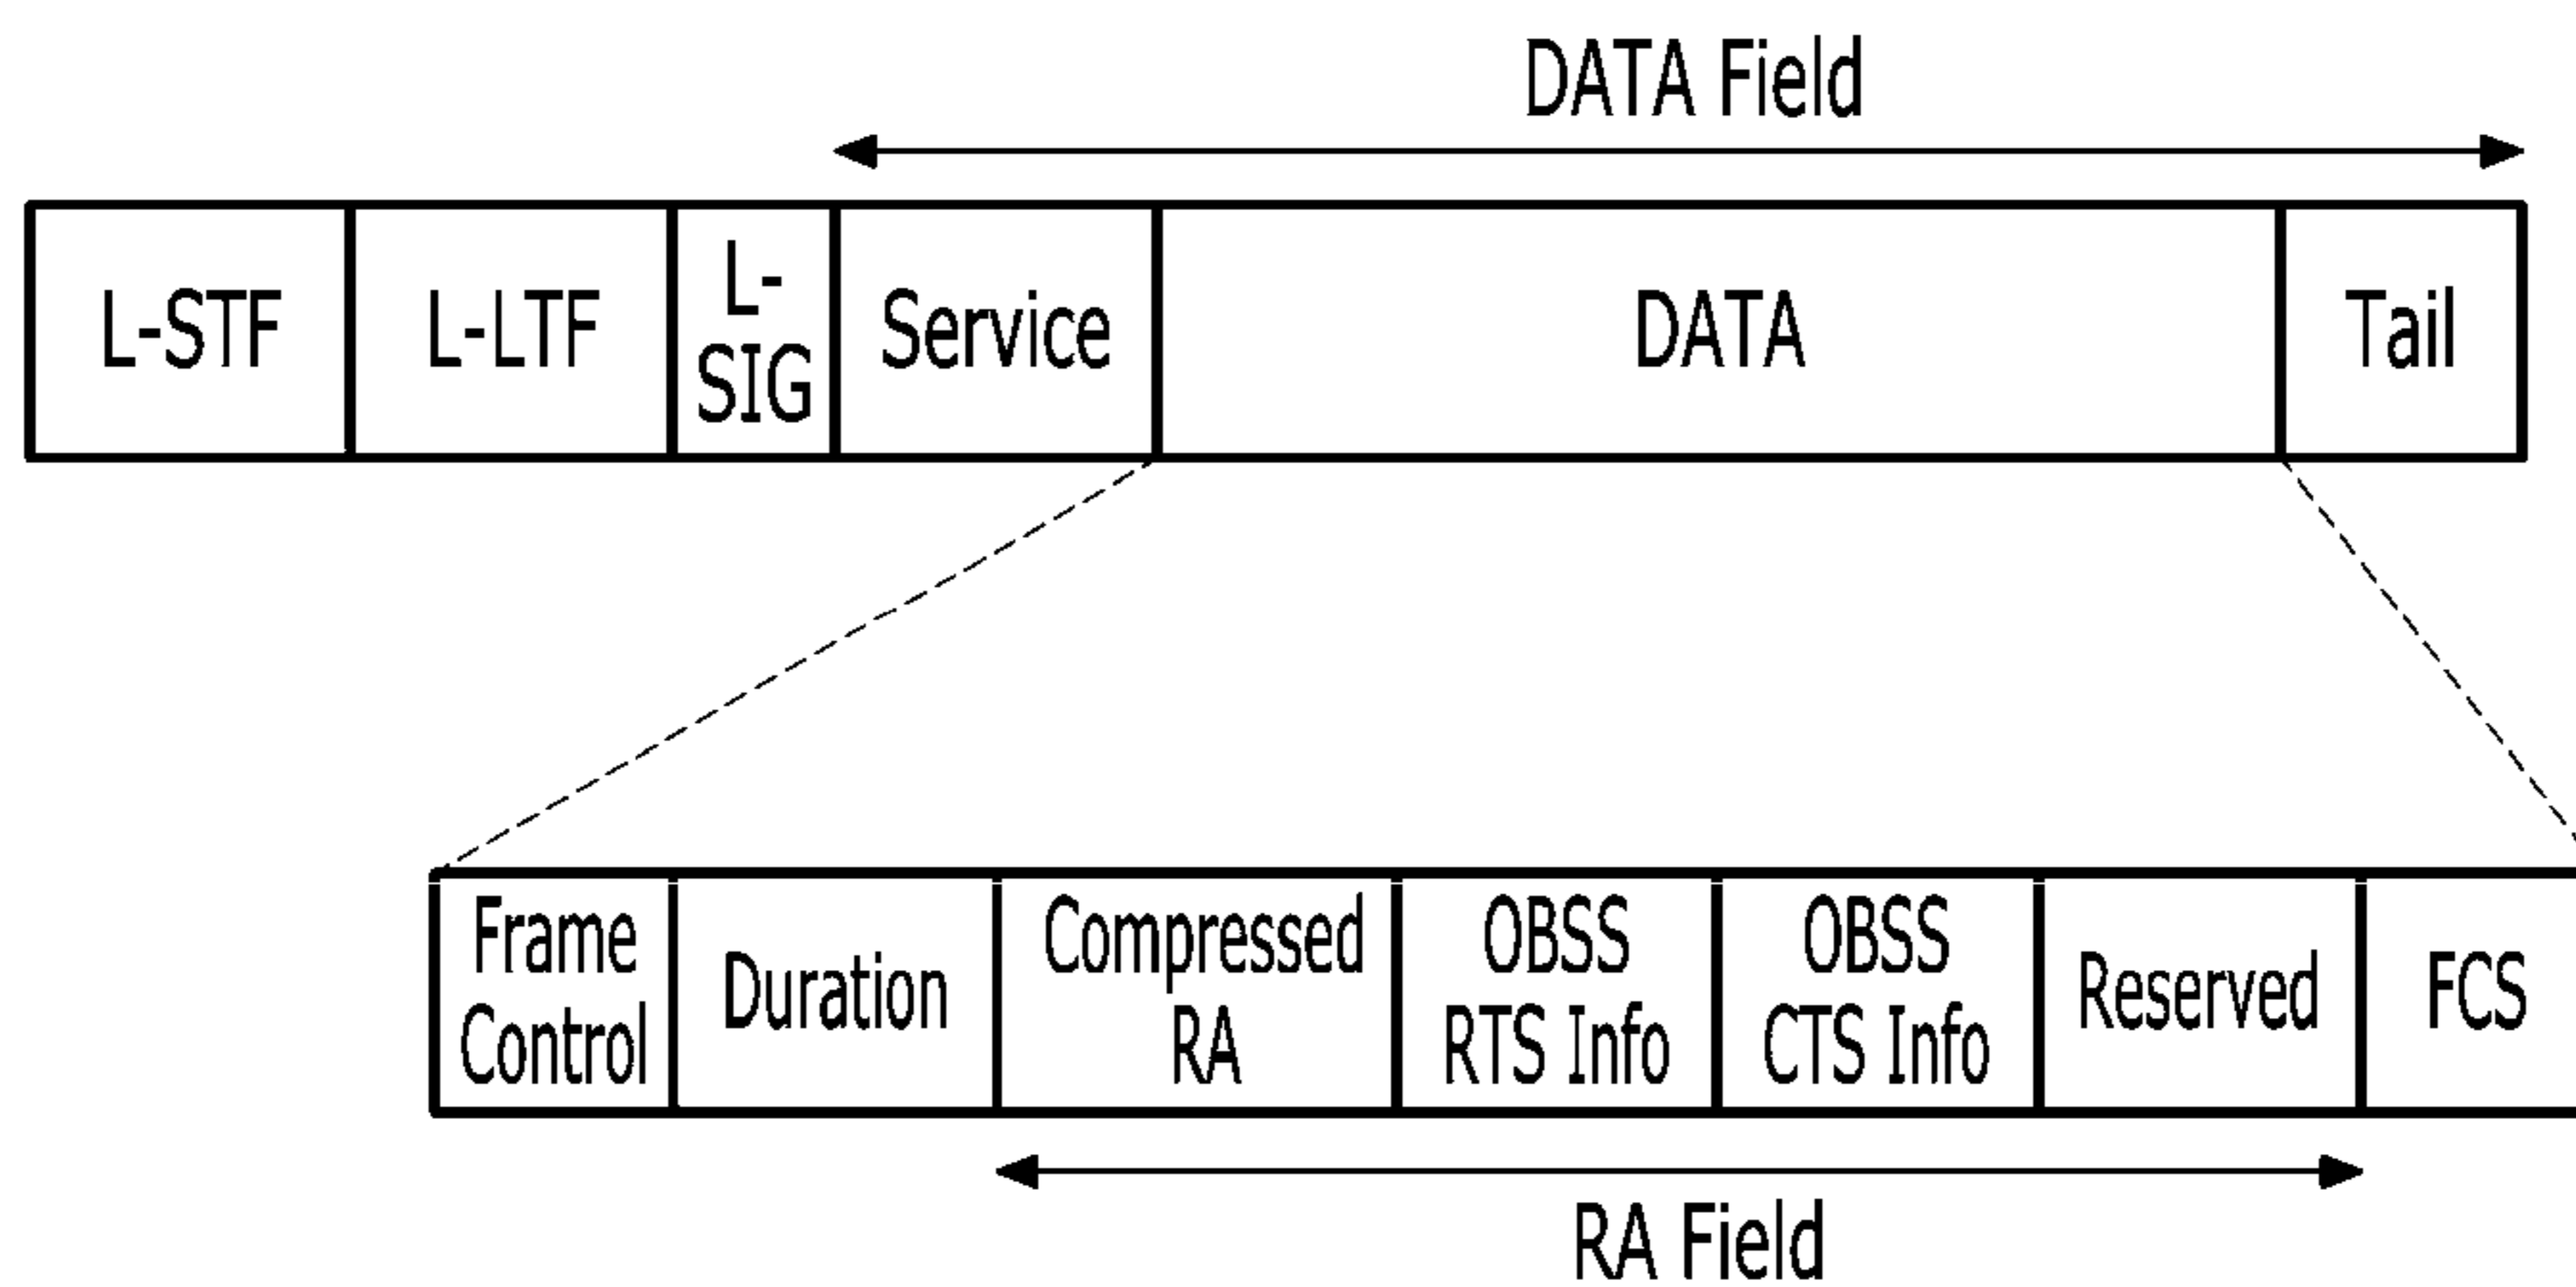 DATA Field
L-STF
L-LTF
L-
SIG
Service
DATA
Tail
Frame
Control
Duration
Compressed
RA
OBSS
RTS Info
OBSS
CTS Info
Reserved
FCS
RA Field